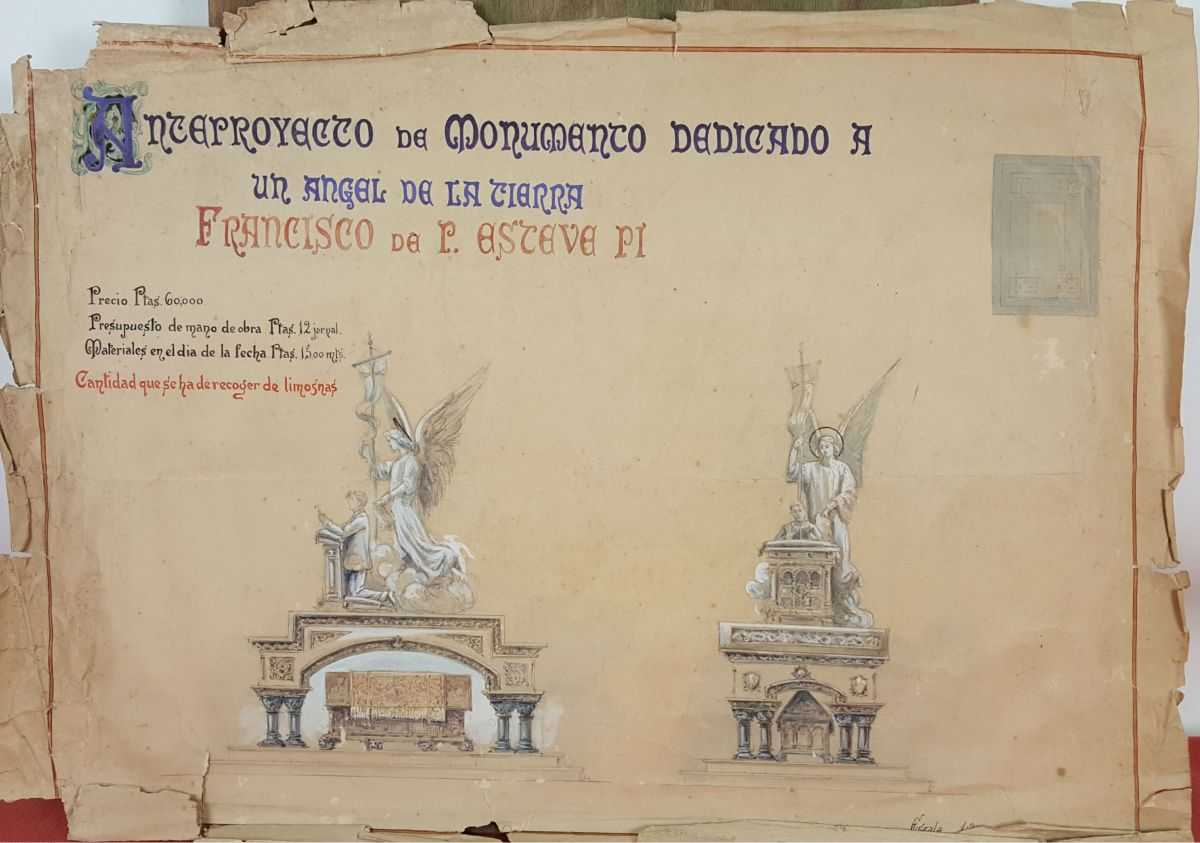 Anteproyecto de Monumento dedicado a
un angel de la tierra
Francisco de P. Esteve Pi
Precio Ptas. 60,000
Presupuesto de mano de obra Ptas. 12 jornal.
Materiales en el dia de la fecha Ptas. 1500 mts.
Cantidad que se ha de recoger de limosnas
Escala